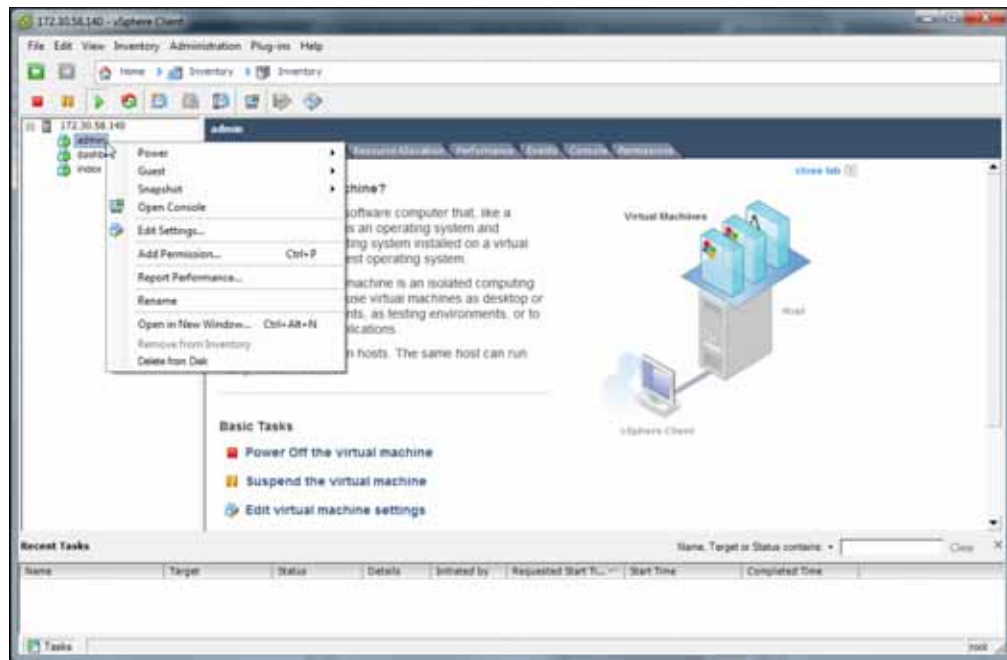 172.30.58.140 - vSphere Client
File Edit View Inventory Administration Plug-ins Help
Home Inventory Inventory
172.30.58.140
admin
index
admin
Resource Allocation Performance Events Console Permissions
close tab
Power
Guest
Snapshot
Open Console
Edit Settings...
Add Permission... Ctrl+P
Report Performance...
Rename
Open in New Window... Ctrl+Alt+N
Remove from Inventory
Delete from Disk
hine?
oftware computer that, like a
s an operating system and
ting system installed on a virtual
est operating system.
machine is an isolated computing
use virtual machines as desktop or
nts, as testing environments, or to
lications.
n hosts. The same host can run
Virtual Machines
Host
vSphere Client
Basic Tasks
Power Off the virtual machine
Suspend the virtual machine
Edit virtual machine settings
Recent Tasks
Name, Target or Status contains:
Clear
Name Target Status Details Initiated by Requested Start Ti... Start Time Completed Time
Tasks
root